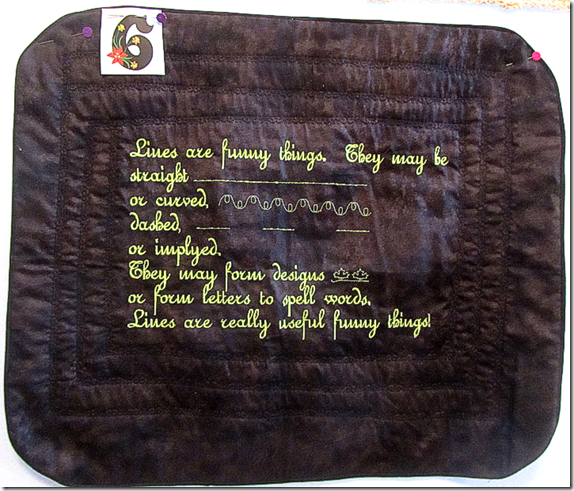 6
Lines are funny things. They may be
straight
or curved,
dashed,
or implyed.
They may form designs
or form letters to spell words.
Lines are really useful funny things!